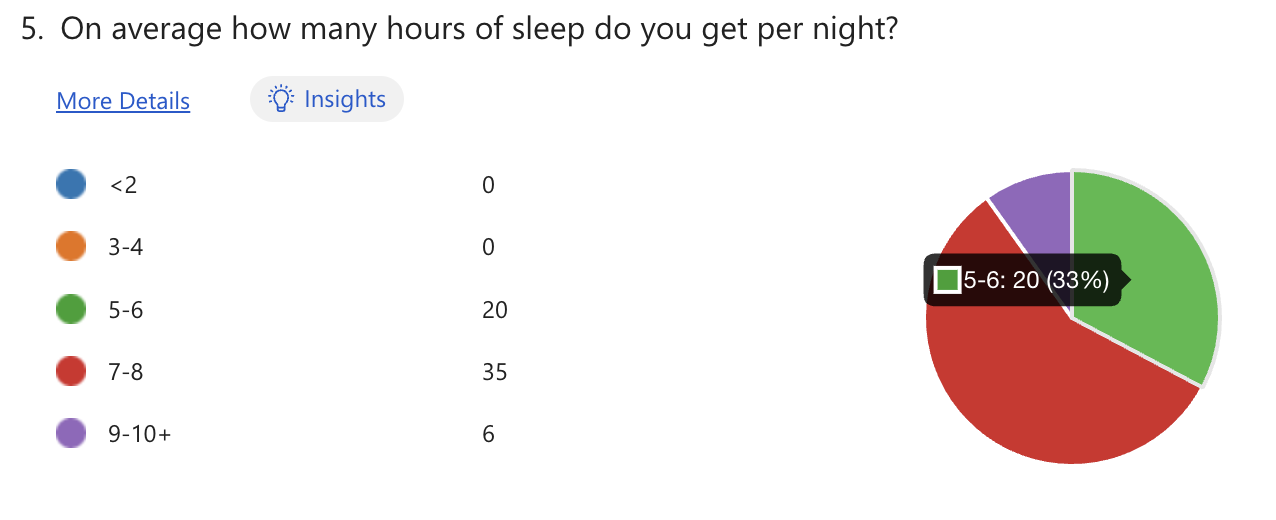 5. On average how many hours of sleep do you get per night?
More Details Insights
<2 0
3-4 0
5-6 20
7-8 35
9-10+ 6
5-6: 20 (33%)